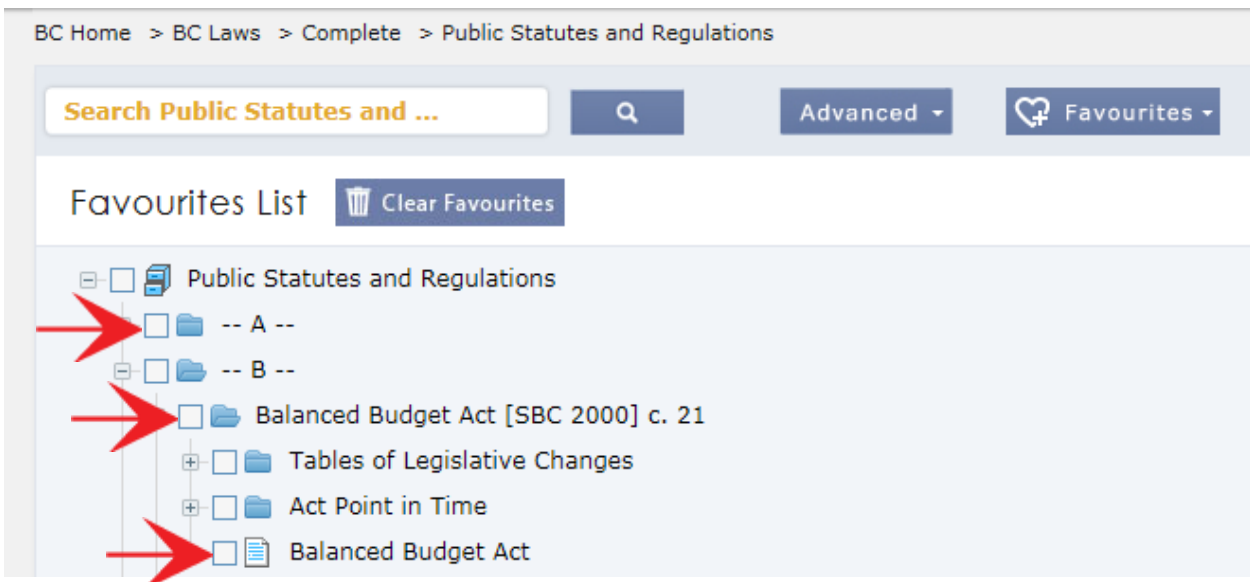 BC Home > BC Laws > Complete > Public Statutes and Regulations
Search Public Statutes and ... Advanced Favourites
Favourites List Clear Favourites
Public Statutes and Regulations
-- A --
-- B --
Balanced Budget Act [SBC 2000] c. 21
Tables of Legislative Changes
Act Point in Time
Balanced Budget Act